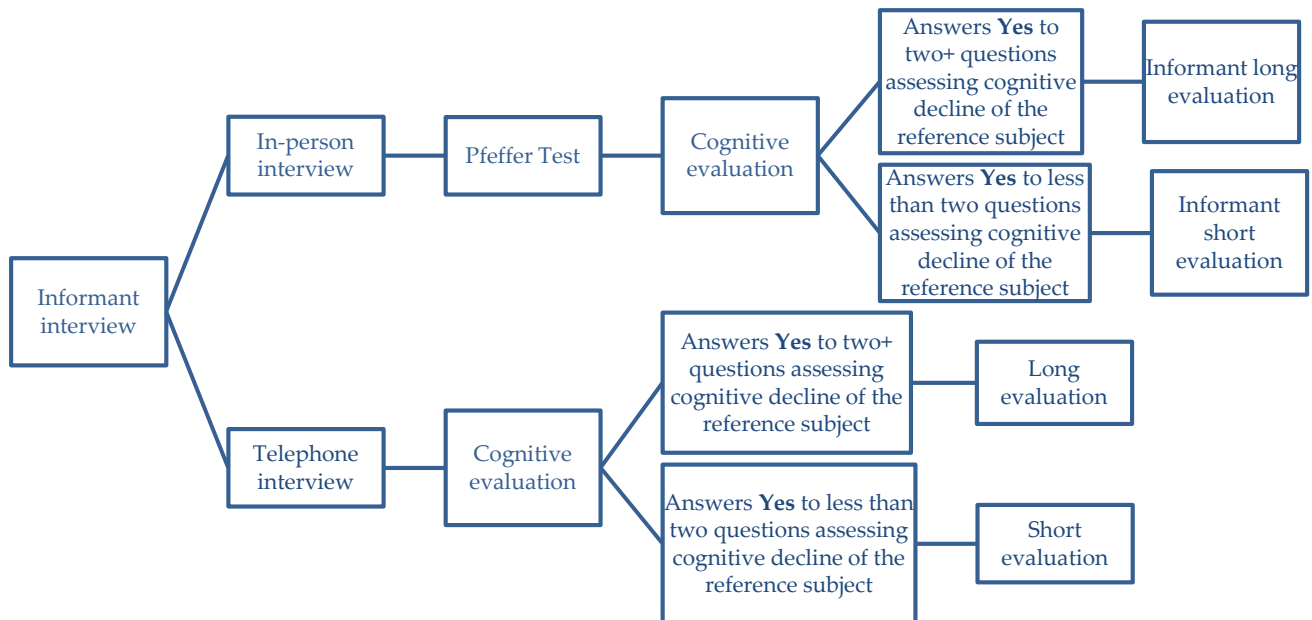 Informant
interview
In-person
interview
Pfeffer Test
Cognitive
evaluation
Answers Yes to
two+ questions
assessing cognitive
decline of the
reference subject
Informant long
evaluation
Answers Yes to less
than two questions
assessing cognitive
decline of the
reference subject
Informant
short
evaluation
Telephone
interview
Cognitive
evaluation
Answers Yes to two+
questions assessing
cognitive decline of the
reference subject
Long
evaluation
Answers Yes to less than
two questions assessing
cognitive decline of the
reference subject
Short
evaluation